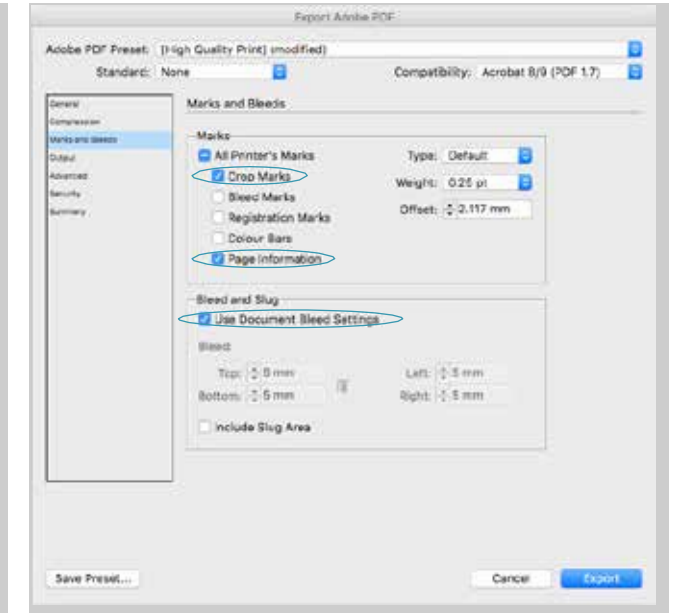 Export Adobe PDF
Adobe PDF Preset: [High Quality Print] (modified)
Standard: None Compatibility: Acrobat 8/9 (PDF 1.7)
General
Compression
Marks and Bleeds
Output
Advanced
Security
Summary
Marks and Bleeds
Marks
All Printer's Marks
Crop Marks
Bleed Marks
Registration Marks
Colour Bars
Page Information
Type: Default
Weight: 0.25 pt
Offset: 2.117 mm
Bleed and Slug
Use Document Bleed Settings
Bleed:
Top: 5 mm
Bottom: 5 mm
Left: 5 mm
Right: 5 mm
Include Slug Area
Save Preset...
Cancel
Export